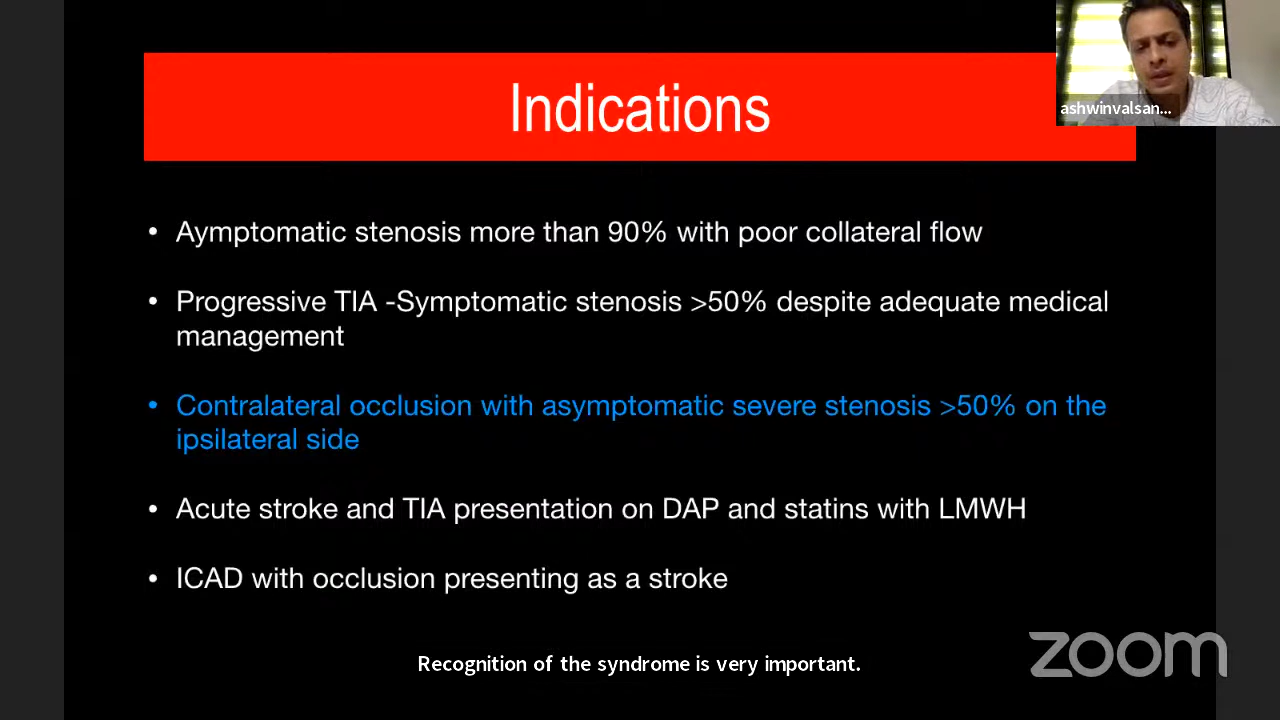 Indications
ashwinvalsan...
• Aymptomatic stenosis more than 90% with poor collateral flow
• Progressive TIA -Symptomatic stenosis >50% despite adequate medical
management
• Contralateral occlusion with asymptomatic severe stenosis >50% on the
ipsilateral side
• Acute stroke and TIA presentation on DAP and statins with LMWH
• ICAD with occlusion presenting as a stroke
Recognition of the syndrome is very important.
zoom